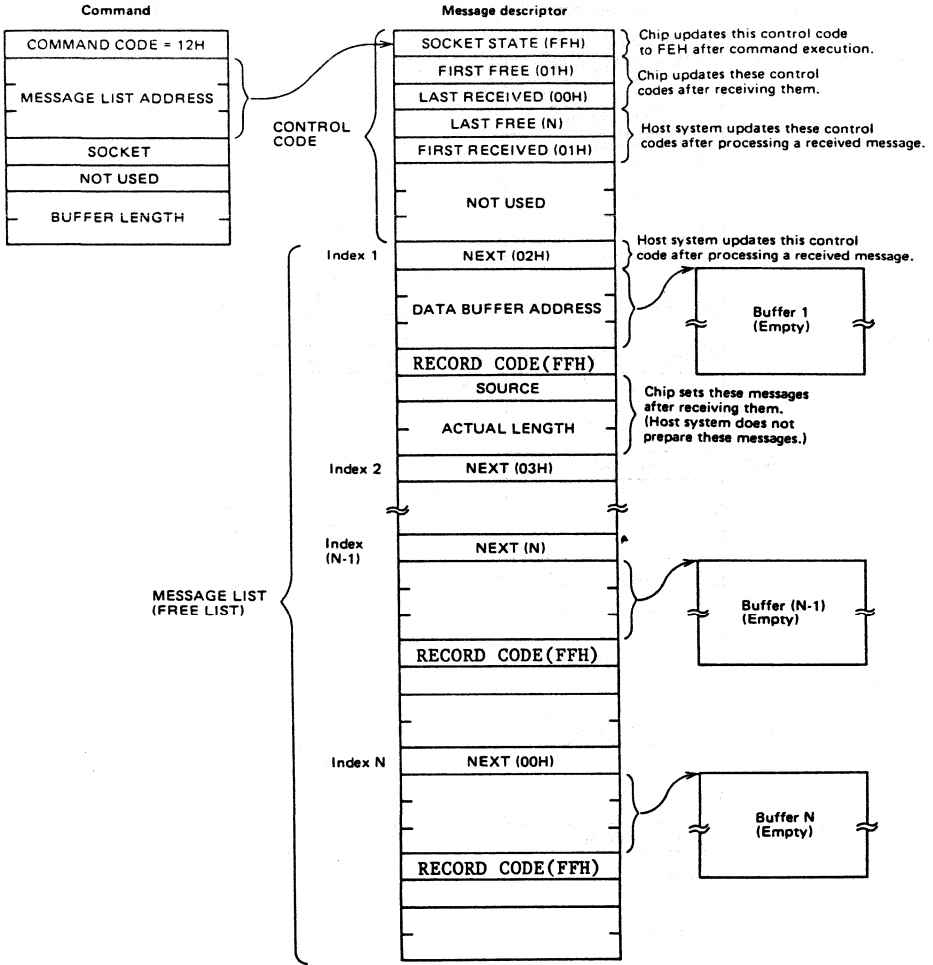 Command
COMMAND CODE = 12H
MESSAGE LIST ADDRESS
SOCKET
NOT USED
BUFFER LENGTH
Message descriptor
CONTROL
CODE
SOCKET STATE (FFH)
FIRST FREE (01H)
LAST RECEIVED (00H)
LAST FREE (N)
FIRST RECEIVED (01H)
NOT USED
Chip updates this control code
to FEH after command execution.
Chip updates these control
codes after receiving them.
Host system updates these control
codes after processing a received message.
MESSAGE LIST
(FREE LIST)
Index 1
NEXT (02H)
Host system updates this control
code after processing a received message.
DATA BUFFER ADDRESS
Buffer 1
(Empty)
RECORD CODE(FFH)
SOURCE
ACTUAL LENGTH
Chip sets these messages
after receiving them.
(Host system does not
prepare these messages.)
Index 2
NEXT (03H)
Index
(N-1)
NEXT (N)
Buffer (N-1)
(Empty)
RECORD CODE(FFH)
Index N
NEXT (00H)
Buffer N
(Empty)
RECORD CODE(FFH)